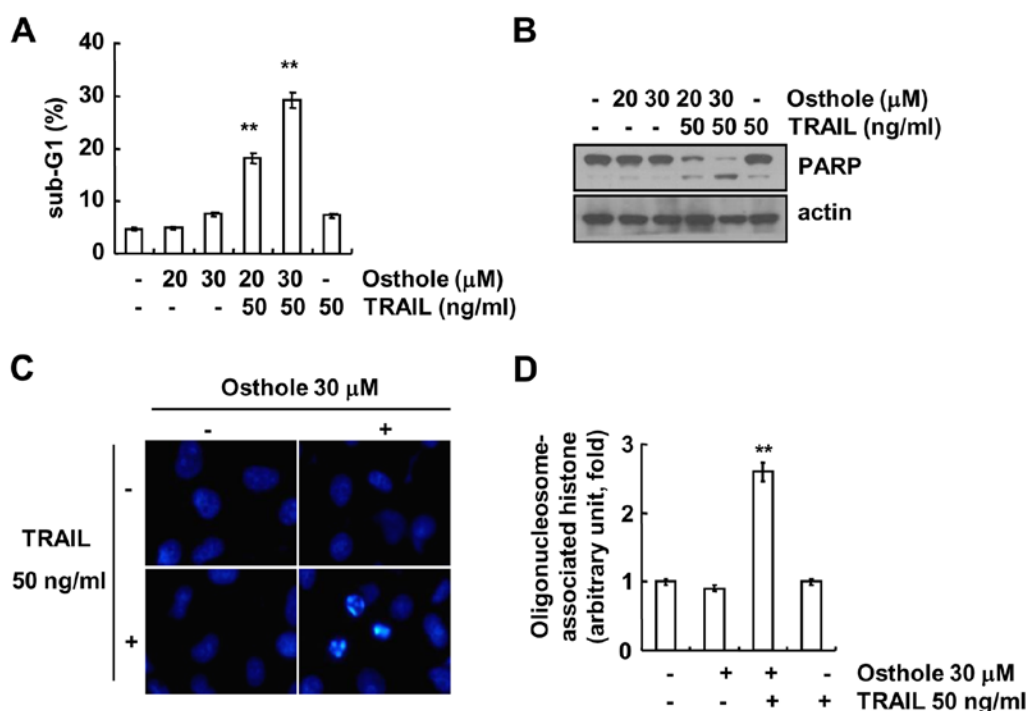 A
sub-G1 (%)
40
30
20
10
0
**
**
- 20 30 20 30 - Osthole (μM)
- - - 50 50 50 TRAIL (ng/ml)
B
- 20 30 20 30 - Osthole (μM)
- - - 50 50 50 TRAIL (ng/ml)
PARP
actin
C
Osthole 30 μM
- +
-
TRAIL
50 ng/ml
+
D
Oligonucleosome-
associated histone
(arbitrary unit, fold)
3
2
1
0
**
- + + - Osthole 30 μM
- - + + TRAIL 50 ng/ml